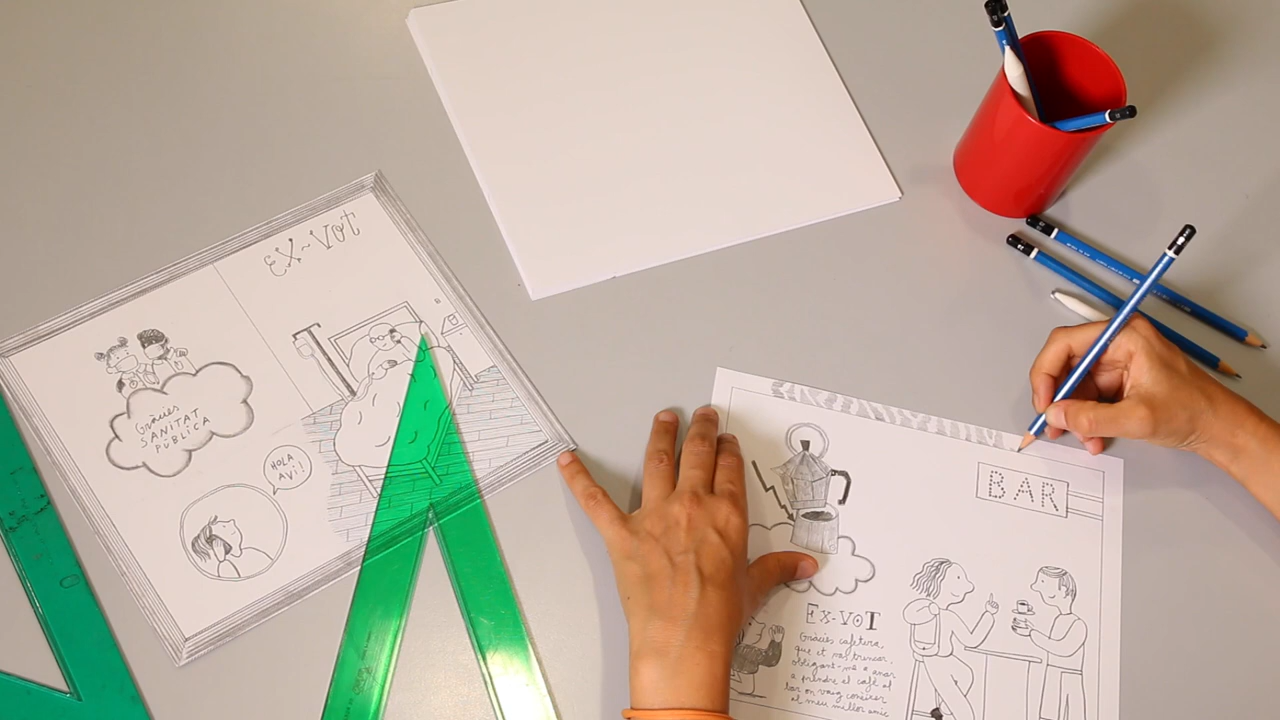 EX-VOT
Gràcies
SANITAT
PÚBLICA
HOLA
AVI!
BAR
EX-VOT
Gràcies cafetera,
que et vas trencar,
obligant-me a anar
a prendre el cafè al
bar on vaig conèixer
al meu millor amic